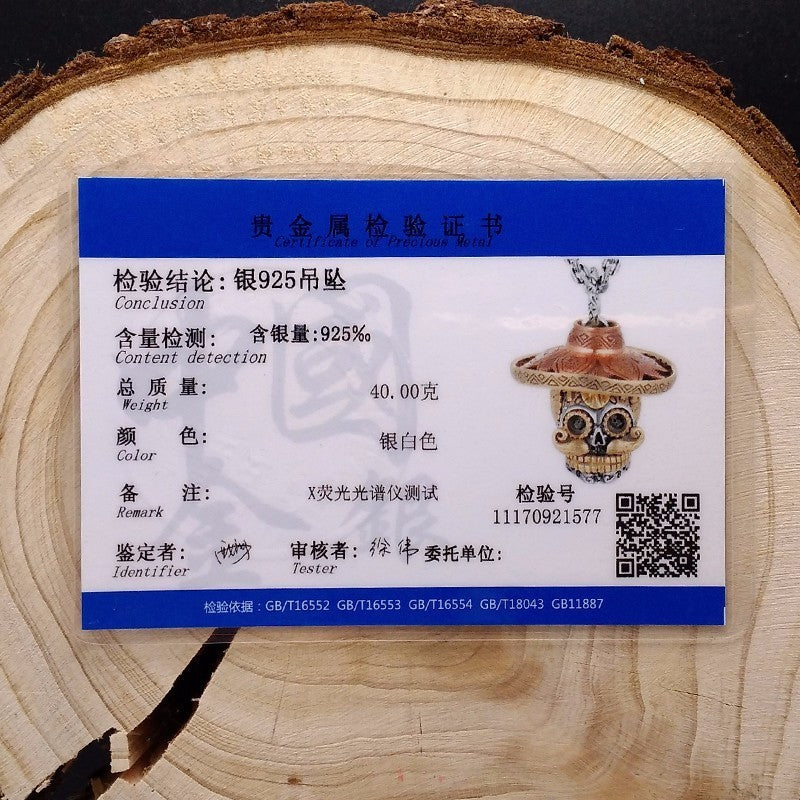 贵金属检验证书
Certificate of Precious Metal
检验结论: 银925吊坠
Conclusion
含量检测: 含银量:925‰
Content detection
总质量: 40.00克
Weight
颜色: 银白色
Color
备注: X荧光光谱仪测试
Remark
检验号
11170921577
鉴定者: 审核者: 徐伟 委托单位:
Identifier Tester
检验依据：GB/T16552 GB/T16553 GB/T16554 GB/T18043 GB11887